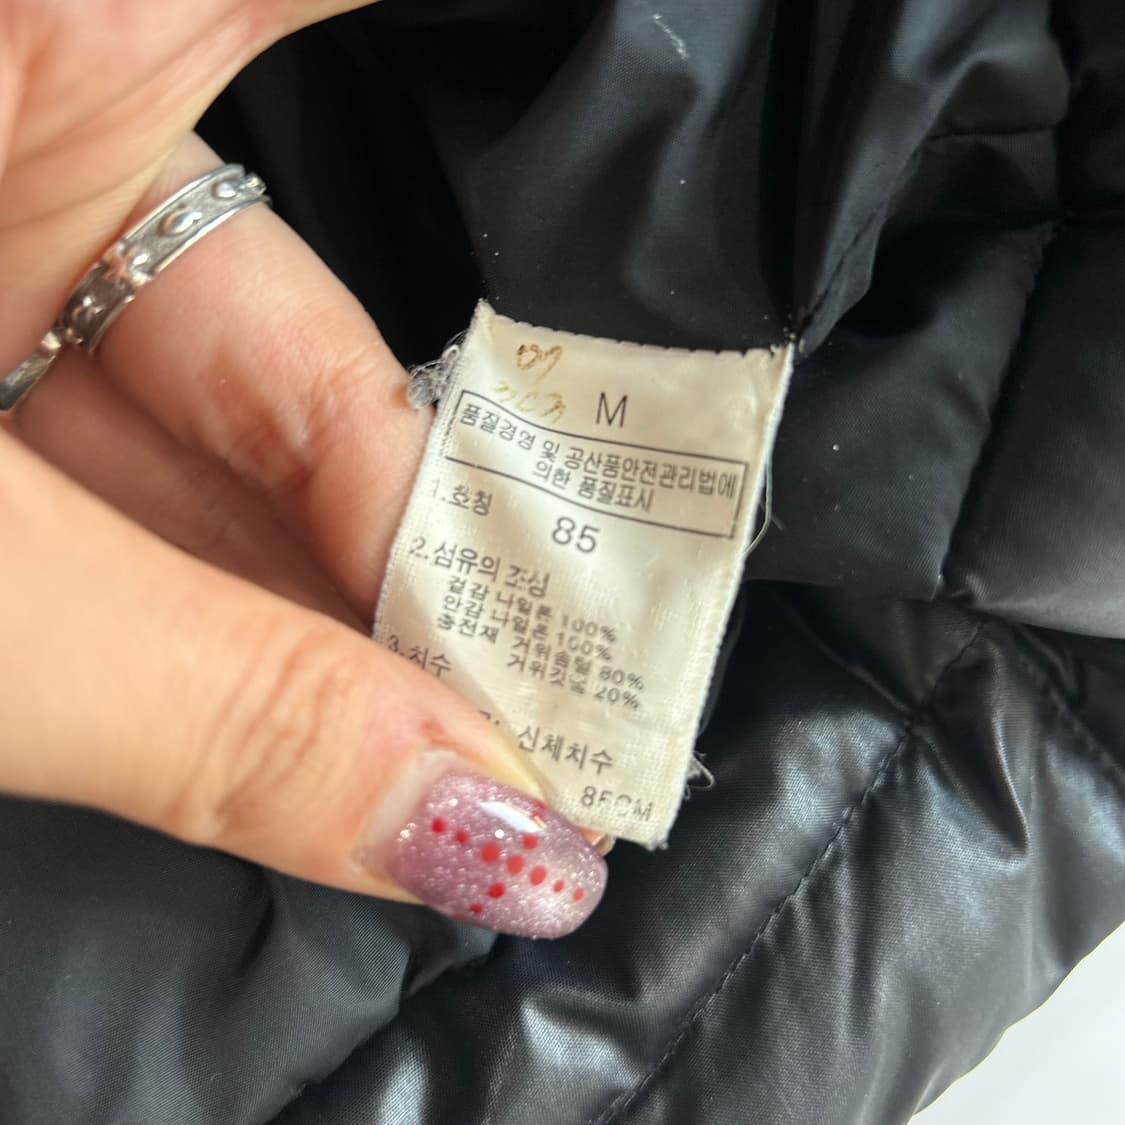 M
품질경영 및 공산품안전관리법에
의한 품질표시
1.호칭
85
2.섬유의 조성
겉감 나일론 100%
안감 나일론 100%
충전재 거위솜털 80%
거위깃털 20%
3.치수
신체치수
85CM